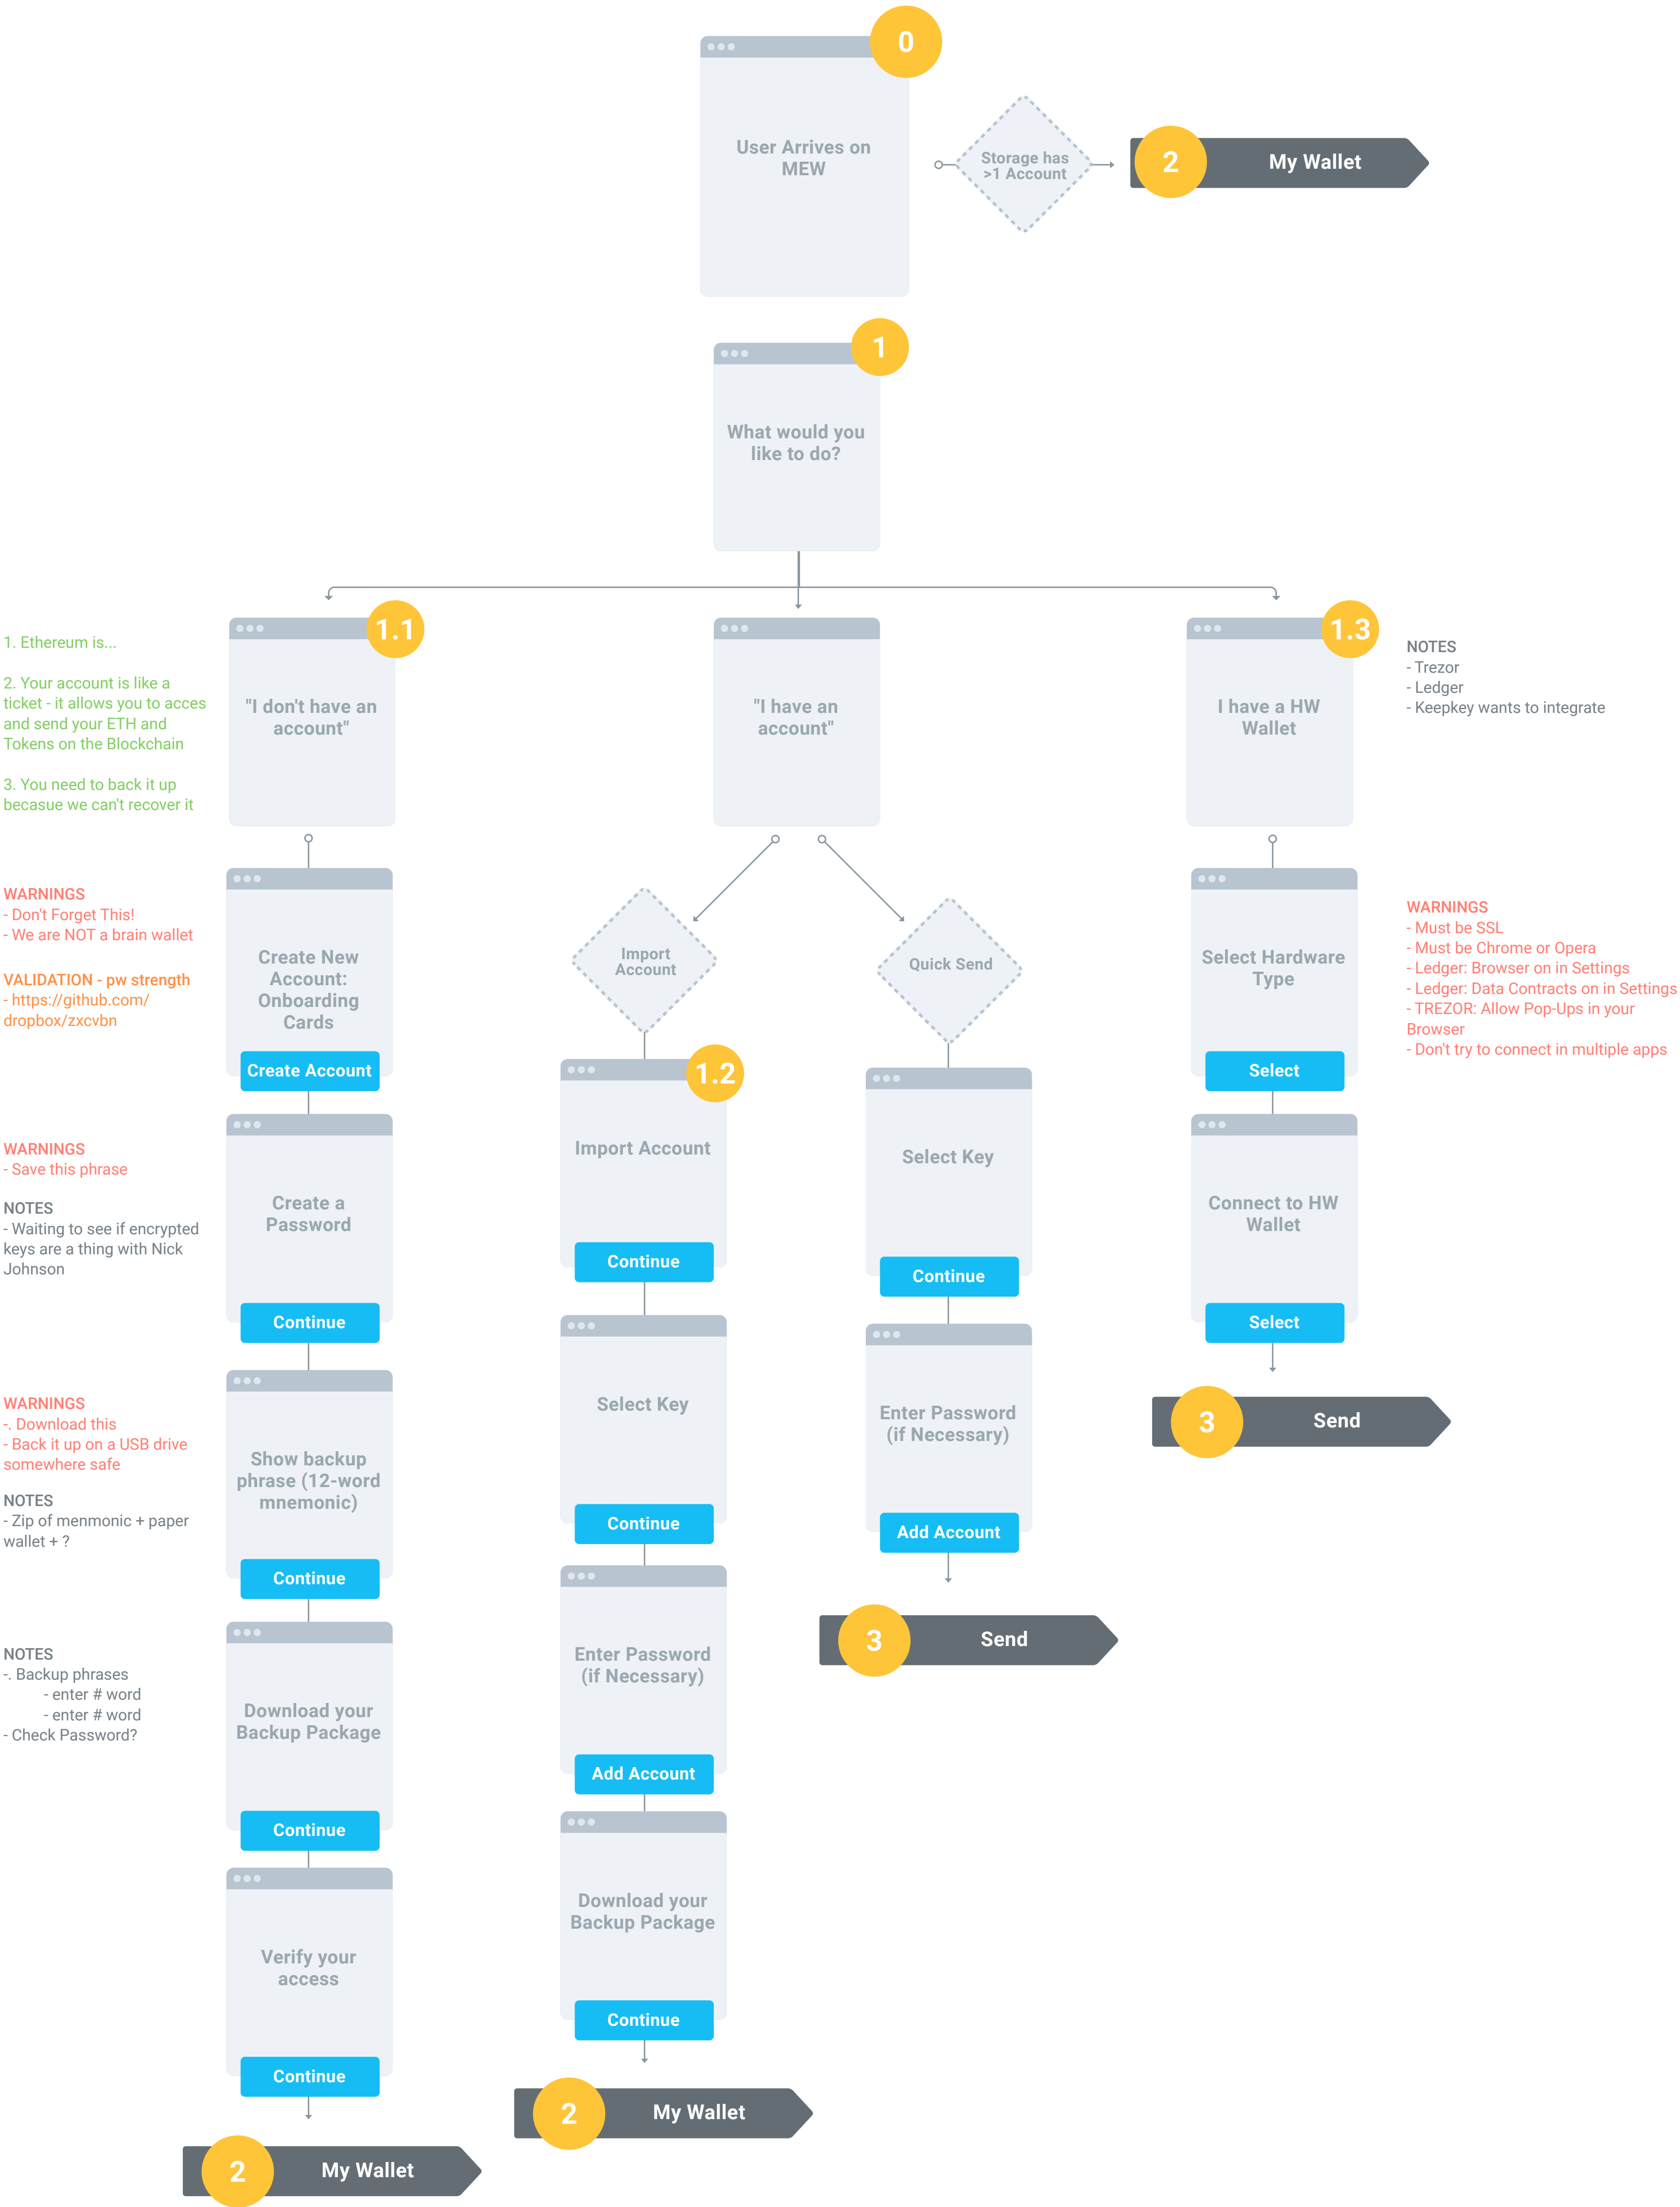 0
User Arrives on
MEW
Storage has
>1 Account
2
My Wallet
1
What would you
like to do?
1. Ethereum is...
2. Your account is like a
ticket - it allows you to acces
and send your ETH and
Tokens on the Blockchain
3. You need to back it up
becasue we can't recover it
1.1
"I don't have an
account"
"I have an
account"
1.3
I have a HW
Wallet
NOTES
- Trezor
- Ledger
- Keepkey wants to integrate
WARNINGS
- Don't Forget This!
- We are NOT a brain wallet
VALIDATION - pw strength
- https://github.com/
dropbox/zxcvbn
Create New
Account:
Onboarding
Cards
Create Account
WARNINGS
- Save this phrase
NOTES
- Waiting to see if encrypted
keys are a thing with Nick
Johnson
Create a
Password
Continue
WARNINGS
-. Download this
- Back it up on a USB drive
somewhere safe
NOTES
- Zip of menmonic + paper
wallet + ?
Show backup
phrase (12-word
mnemonic)
Continue
NOTES
-. Backup phrases
- enter # word
- enter # word
- Check Password?
Download your
Backup Package
Continue
Verify your
access
Continue
2
My Wallet
Import
Account
1.2
Import Account
Continue
Select Key
Continue
Enter Password
(if Necessary)
Add Account
Download your
Backup Package
Continue
2
My Wallet
Quick Send
Select Key
Continue
Enter Password
(if Necessary)
Add Account
3
Send
Select Hardware
Type
Select
WARNINGS
- Must be SSL
- Must be Chrome or Opera
- Ledger: Browser on in Settings
- Ledger: Data Contracts on in Settings
- TREZOR: Allow Pop-Ups in your
Browser
- Don't try to connect in multiple apps
Connect to HW
Wallet
Select
3
Send